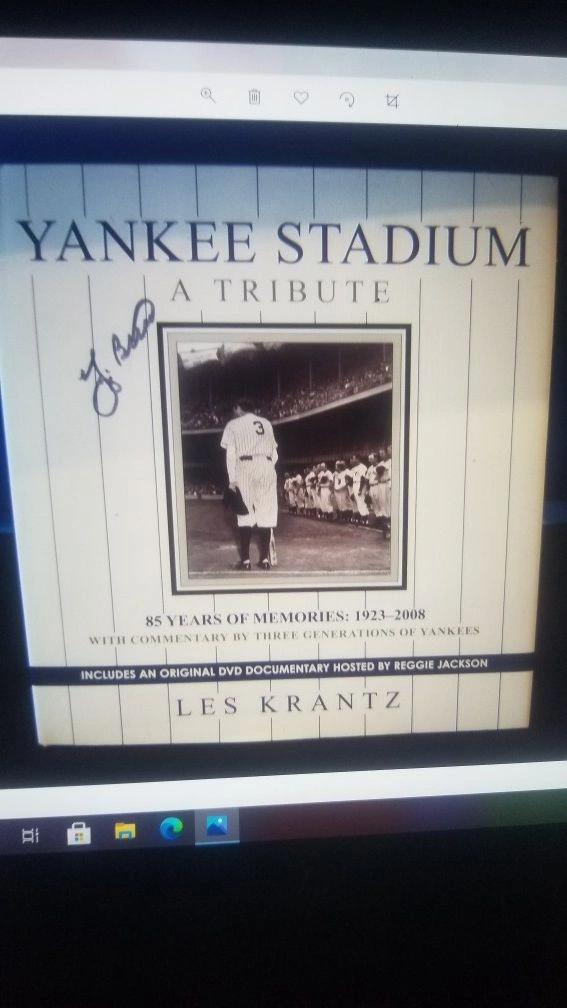 YANKEE STADIUM
A TRIBUTE
3
85 YEARS OF MEMORIES: 1923–2008
WITH COMMENTARY BY THREE GENERATIONS OF YANKEES
INCLUDES AN ORIGINAL DVD DOCUMENTARY HOSTED BY REGGIE JACKSON
LES KRANTZ